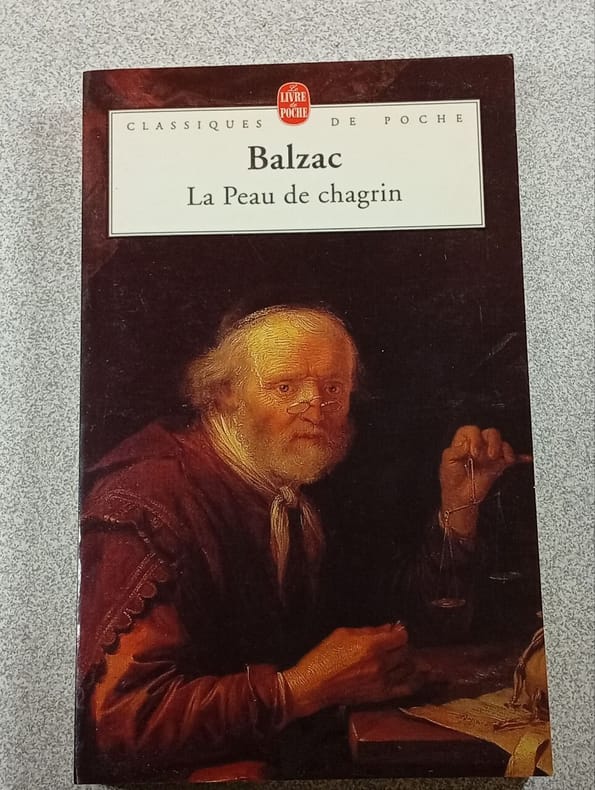 Le
LIVRE
de
POCHE
CLASSIQUES DE POCHE
Balzac
La Peau de chagrin